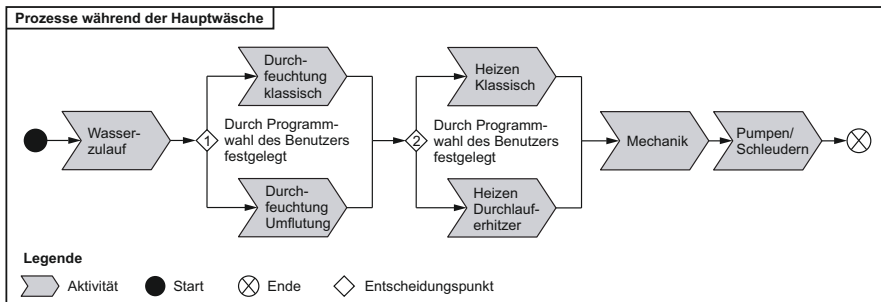 Prozesse während der Hauptwäsche
Wasser-
zulauf
1
Durch-
feuchtung
klassisch
Durch Programm-
wahl des Benutzers
festgelegt
Durch-
feuchtung
Umflutung
2
Heizen
Klassisch
Durch Programm-
wahl des Benutzers
festgelegt
Heizen
Durchlauf-
erhitzer
Mechanik
Pumpen/
Schleudern
Legende
Aktivität
Start
Ende
Entscheidungspunkt